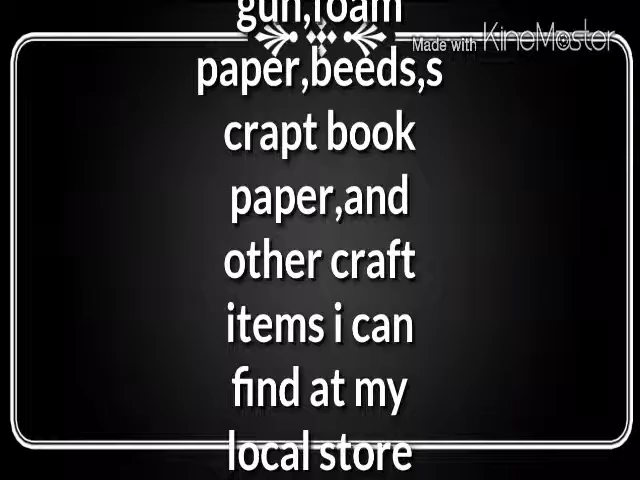 gun,foam
Made with KineMaster
paper,beeds,s
crapt book
paper,and
other craft
items i can
find at my
local store